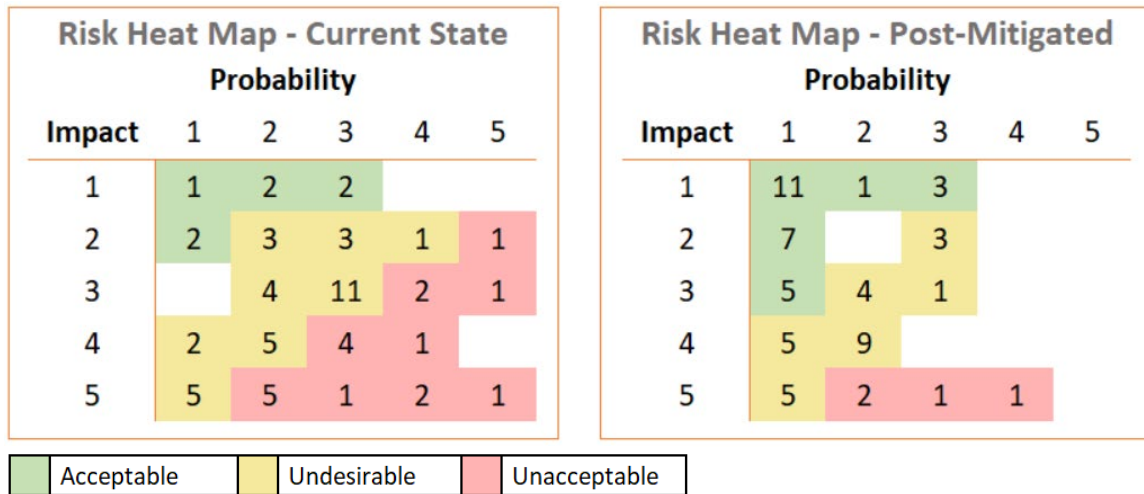 Risk Heat Map - Current State
Probability
Impact 1 2 3 4 5
1 1 2 2
2 2 3 3 1 1
3 4 11 2 1
4 2 5 4 1
5 5 5 1 2 1
Risk Heat Map - Post-Mitigated
Probability
Impact 1 2 3 4 5
1 11 1 3
2 7 3
3 5 4 1
4 5 9
5 5 2 1 1
Acceptable Undesirable Unacceptable